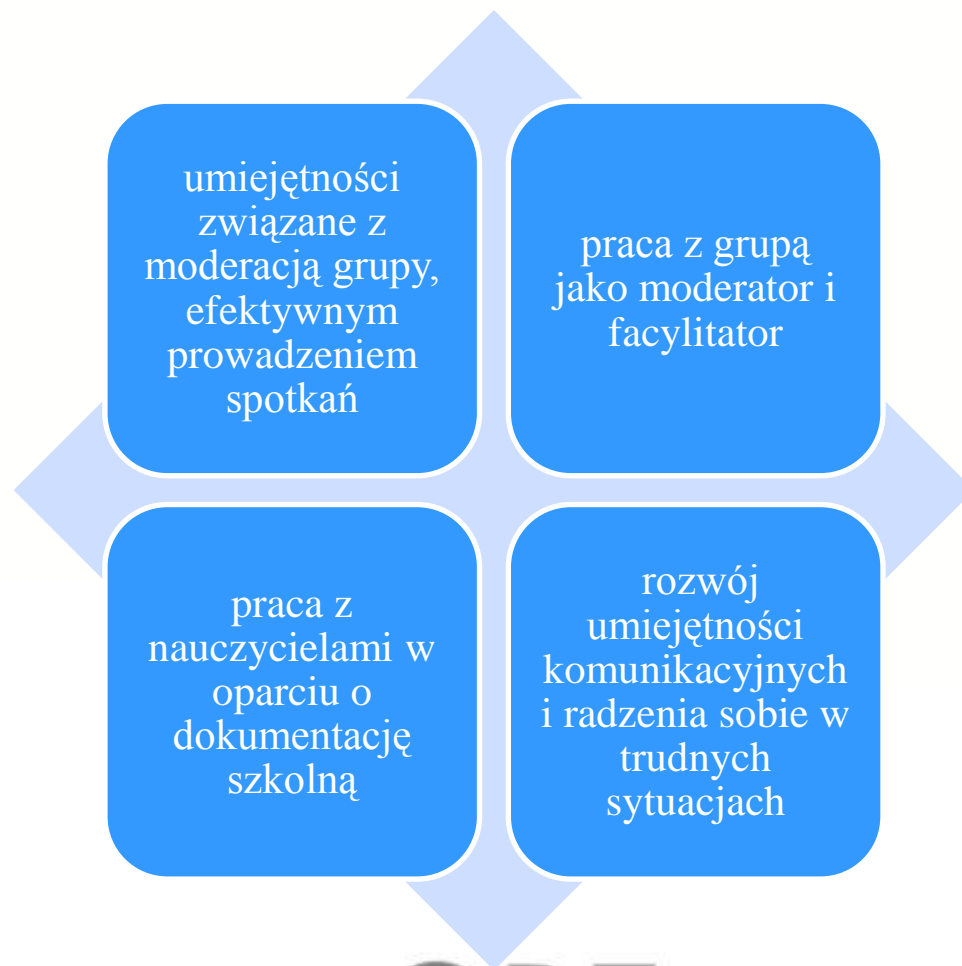 umiejętności
związane z
moderacją grupy,
efektywnym
prowadzeniem
spotkań
praca z grupą
jako moderator i
facylitator
praca z
nauczycielami w
oparciu o
dokumentację
szkolną
rozwój
umiejętności
komunikacyjnych
i radzenia sobie w
trudnych
sytuacjach